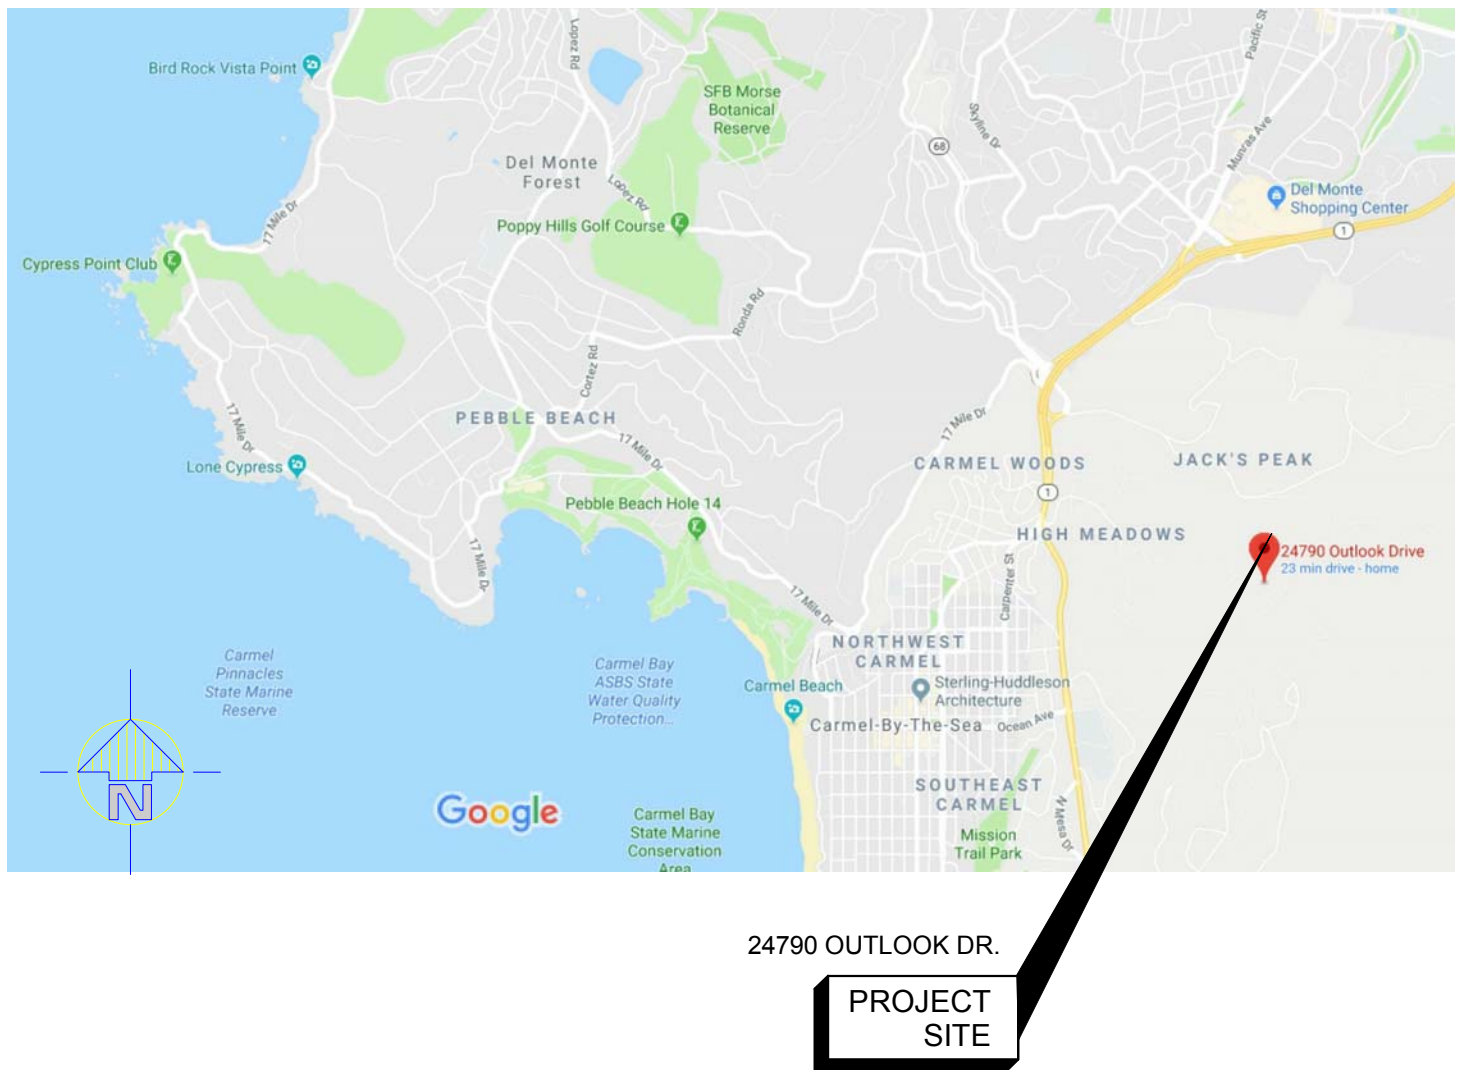 Lopez Rd
Pacific St
Bird Rock Vista Point
SFB Morse
Botanical
Reserve
Skyline Dr
68
Munras Ave
Del Monte
Forest
Lopez Rd
Del Monte
Shopping Center
17 Mile Dr
Poppy Hills Golf Course
1
Cypress Point Club
Ronda Rd
Cortez Rd
17 Mile Dr
PEBBLE BEACH
17 Mile Dr
17 Mile Dr
CARMEL WOODS
JACK'S PEAK
Lone Cypress
1
Pebble Beach Hole 14
HIGH MEADOWS
24790 Outlook Drive
23 min drive - home
17 Mile Dr
Carpenter St
17 Mile Dr
NORTHWEST
CARMEL
Carmel
Pinnacles
State Marine
Reserve
Carmel Bay
ASBS State
Water Quality
Protection...
Carmel Beach
Sterling-Huddleson
Architecture
Carmel-By-The-Sea
Ocean Ave
SOUTHEAST
CARMEL
N
Google
Carmel Bay
State Marine
Conservation
Area
Mission
Trail Park
N Mesa Dr
24790 OUTLOOK DR.
PROJECT
SITE